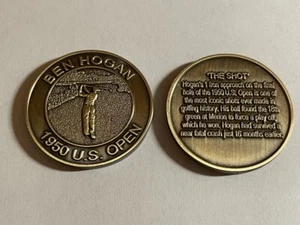 BEN HOGAN
1950 U.S. OPEN
'THE SHOT'
Hogan's 1 iron approach on the final
hole of the 1950 U.S. Open is one of
the most iconic shots ever made in
golfing history. His ball found the 18th
green at Merion to force a play off,
which he won. Hogan had survived a
near fatal crash just 16 months earlier.